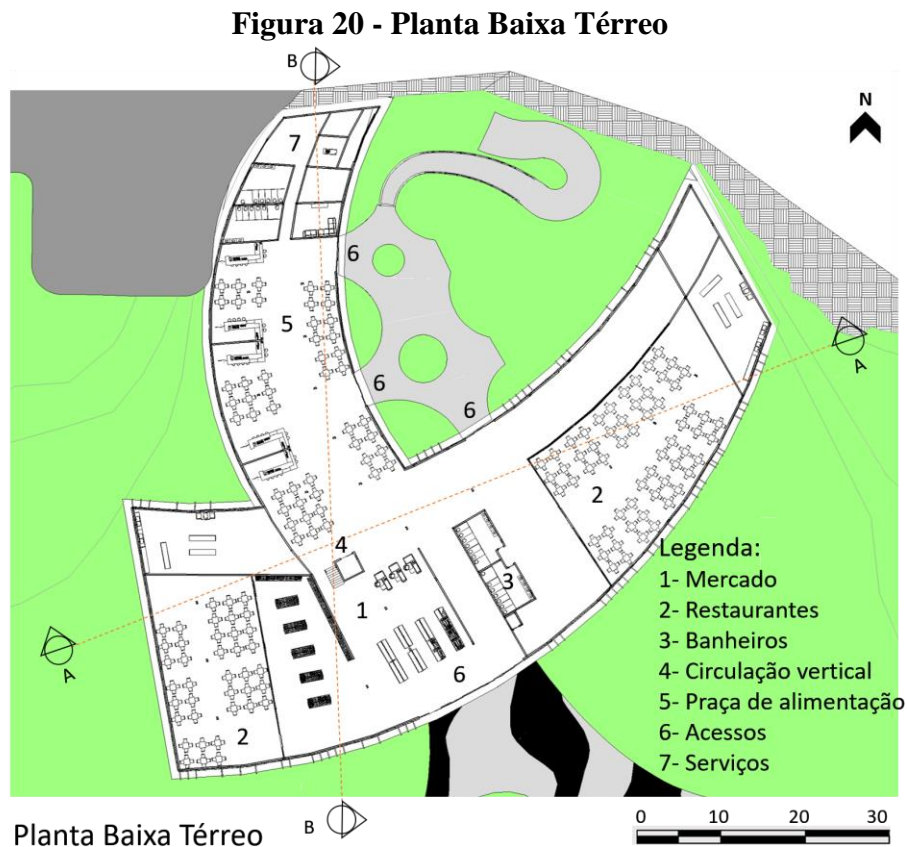 Figura 20 - Planta Baixa Térreo
B
N
7
6
5
A
6
6
2
4
Legenda:
1- Mercado
2- Restaurantes
3- Banheiros
4- Circulação vertical
5- Praça de alimentação
6- Acessos
7- Serviços
3
1
A
6
2
0 10 20 30
B
Planta Baixa Térreo